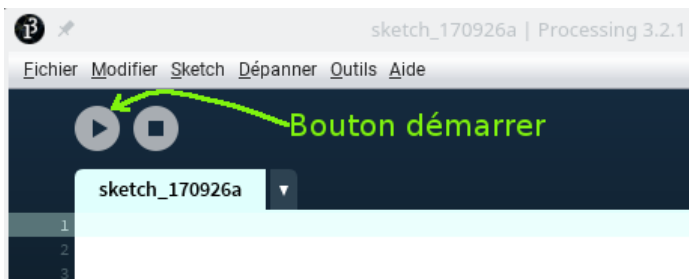 sketch_170926a | Processing 3.2.1
Fichier Modifier Sketch Dépanner Outils Aide
Bouton démarrer
sketch_170926a
1
2
3